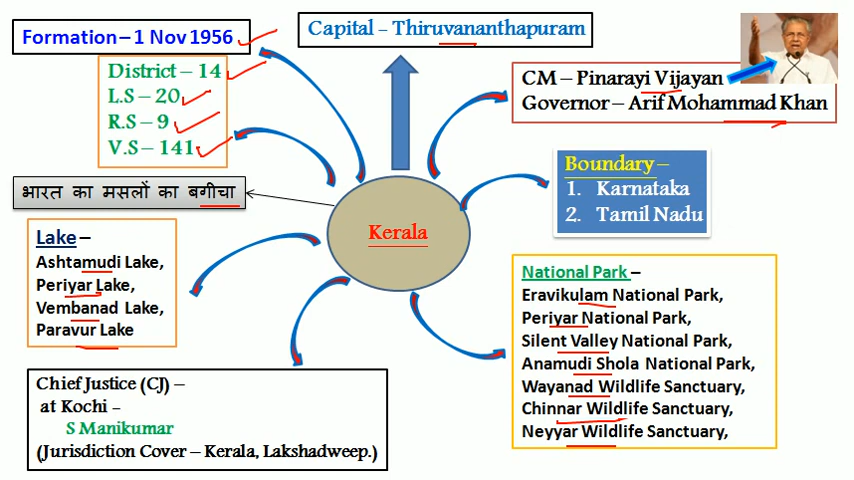 Formation – 1 Nov 1956
Capital – Thiruvananthapuram
District – 14
L.S – 20
R.S – 9
V.S – 141
CM – Pinarayi Vijayan
Governor – Arif Mohammad Khan
भारत का मसलों का बगीचा
Kerala
Boundary –
1. Karnataka
2. Tamil Nadu
Lake –
Ashtamudi Lake,
Periyar Lake,
Vembanad Lake,
Paravur Lake
National Park –
Eravikulam National Park,
Periyar National Park,
Silent Valley National Park,
Anamudi Shola National Park,
Wayanad Wildlife Sanctuary,
Chinnar Wildlife Sanctuary,
Neyyar Wildlife Sanctuary,
Chief Justice (CJ) –
at Kochi –
S Manikumar
(Jurisdiction Cover – Kerala, Lakshadweep.)